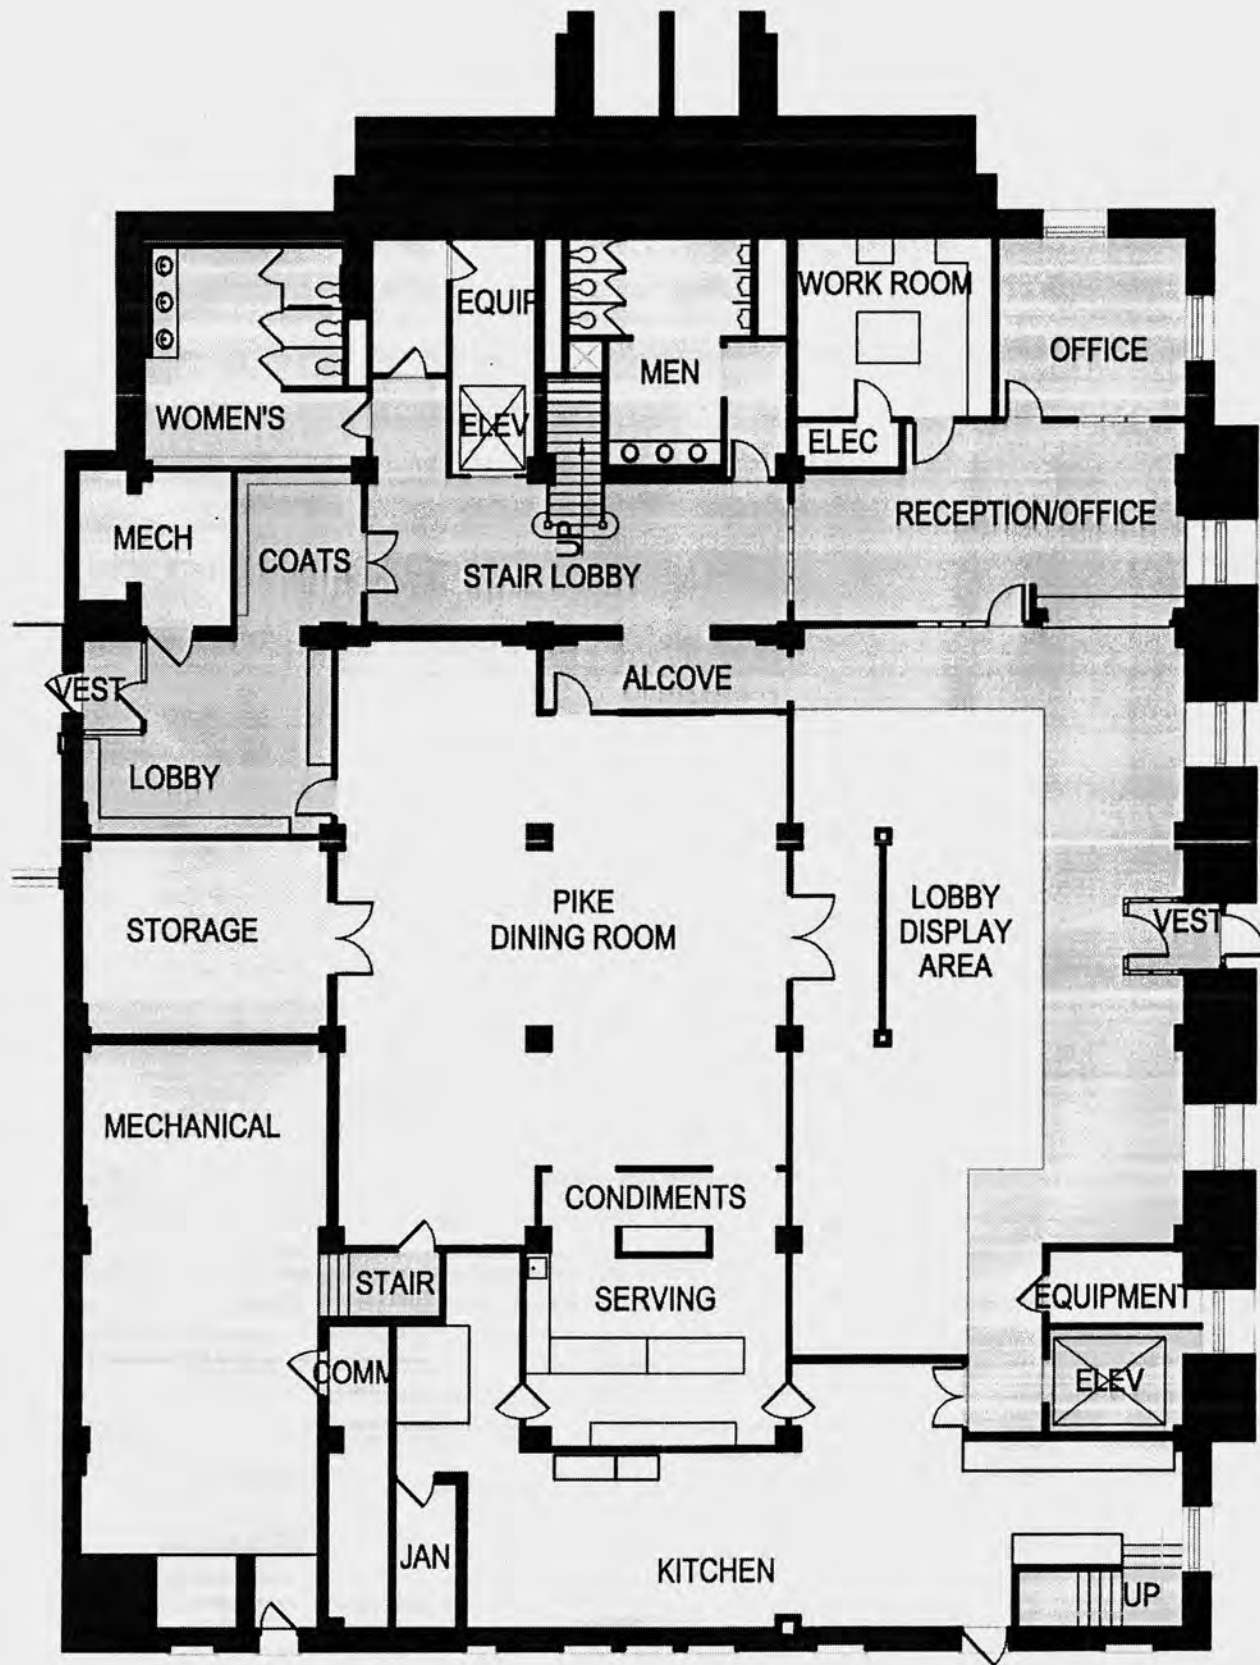 EQUIP
WORK ROOM
OFFICE
MEN
WOMEN'S
ELEV
ELEC
RECEPTION/OFFICE
MECH
COATS
UP
STAIR LOBBY
VEST
ALCOVE
LOBBY
PIKE
DINING ROOM
LOBBY
DISPLAY
AREA
VEST
STORAGE
MECHANICAL
CONDIMENTS
STAIR
SERVING
EQUIPMENT
COMM
ELEV
JAN
KITCHEN
UP